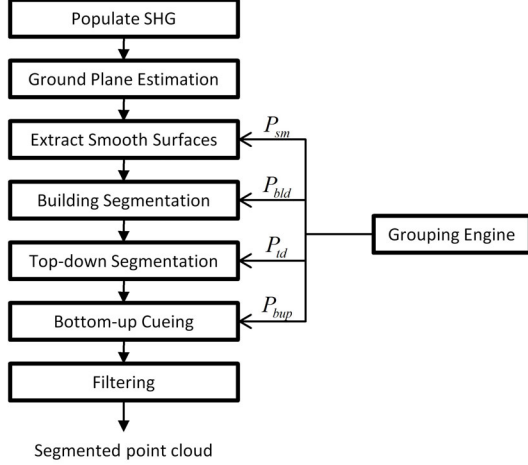 Populate SHG
Ground Plane Estimation
Extract Smooth Surfaces
P_sm
Building Segmentation
P_bld
Grouping Engine
Top-down Segmentation
P_td
Bottom-up Cueing
P_bup
Filtering
Segmented point cloud